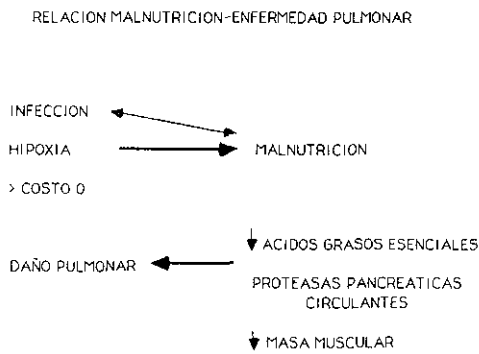 RELACION MALNUTRICION-ENFERMEDAD PULMONAR
INFECCION
HIPOXIA
MALNUTRICION
> COSTO O
DAÑO PULMONAR
ACIDOS GRASOS ESENCIALES
PROTEASAS PANCREATICAS
CIRCULANTES
MASA MUSCULAR